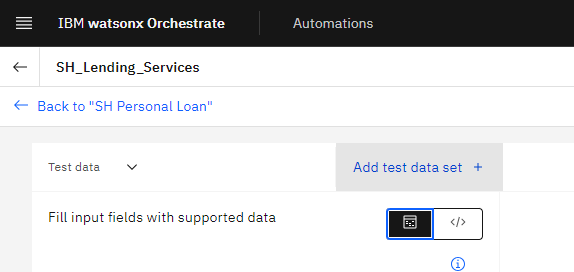 IBM watsonx Orchestrate Automations
SH_Lending_Services
Back to "SH Personal Loan"
Test data Add test data set +
Fill input fields with supported data </>